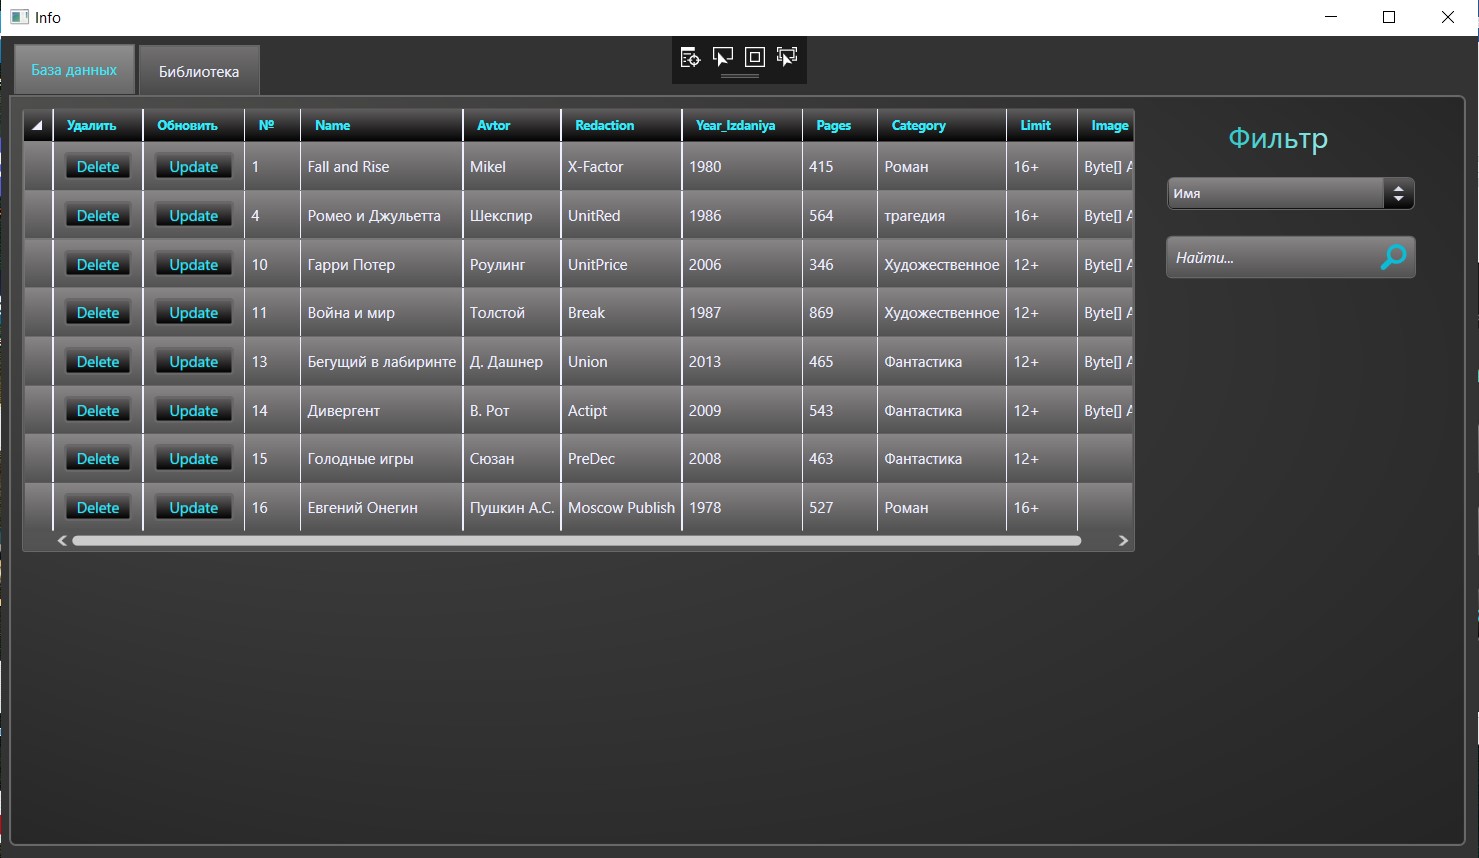 Info
База данных
Библиотека
Удалить Обновить № Name Avtor Redaction Year_Izdaniya Pages Category Limit Image
Delete Update 1 Fall and Rise Mikel X-Factor 1980 415 Роман 16+ Byte[] A
Delete Update 4 Ромео и Джульетта Шекспир UnitRed 1986 564 трагедия 16+ Byte[] A
Delete Update 10 Гарри Потер Роулинг UnitPrice 2006 346 Художественное 12+ Byte[] A
Delete Update 11 Война и мир Толстой Break 1987 869 Художественное 12+ Byte[] A
Delete Update 13 Бегущий в лабиринте Д. Дашнер Union 2013 465 Фантастика 12+ Byte[] A
Delete Update 14 Дивергент В. Рот Actipt 2009 543 Фантастика 12+ Byte[] A
Delete Update 15 Голодные игры Сюзан PreDec 2008 463 Фантастика 12+
Delete Update 16 Евгений Онегин Пушкин А.С. Moscow Publish 1978 527 Роман 16+
Фильтр
Имя
Найти...